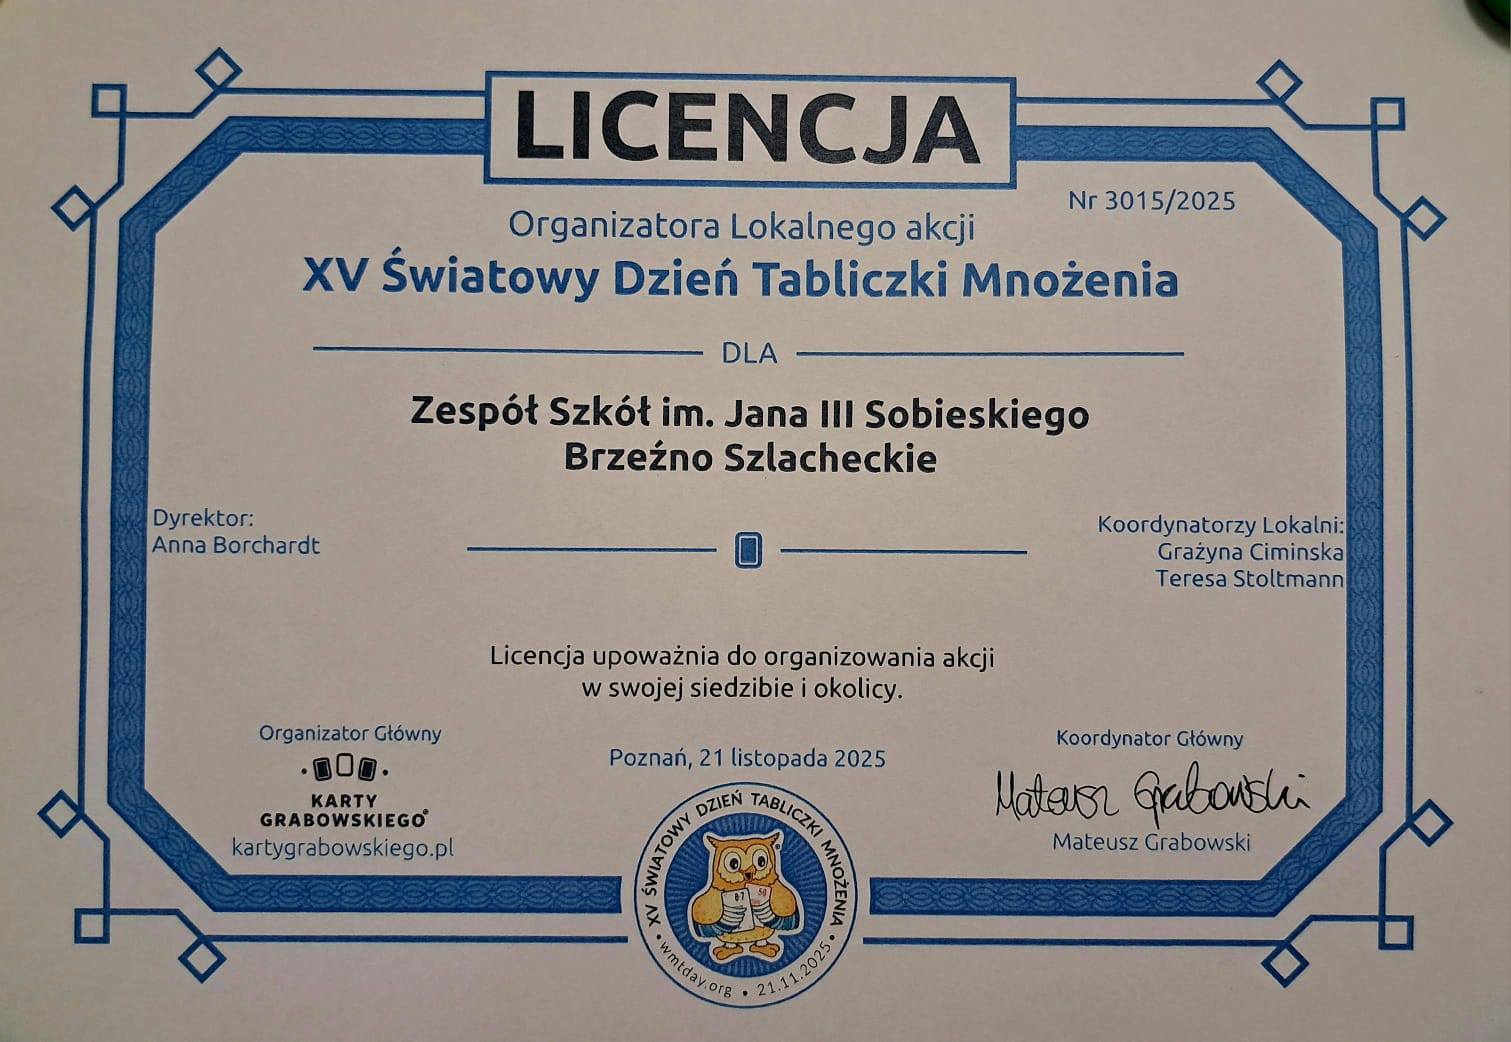 LICENCJA
Nr 3015/2025
Organizatora Lokalnego akcji
XV Światowy Dzień Tabliczki Mnożenia
DLA
Zespół Szkół im. Jana III Sobieskiego
Brzeźno Szlacheckie
Dyrektor:
Anna Borchardt
Koordynatorzy Lokalni:
Grażyna Ciminska
Teresa Stoltmann
Licencja upoważnia do organizowania akcji
w swojej siedzibie i okolicy.
Organizator Główny
KARTY
GRABOWSKIEGO®
kartygrabowskiego.pl
Poznań, 21 listopada 2025
Koordynator Główny
Mateusz Grabowski
Mateusz Grabowski
XV ŚWIATOWY DZIEŃ TABLICZKI MNOŻENIA
8·7
wmtday.org • 21.11.2025